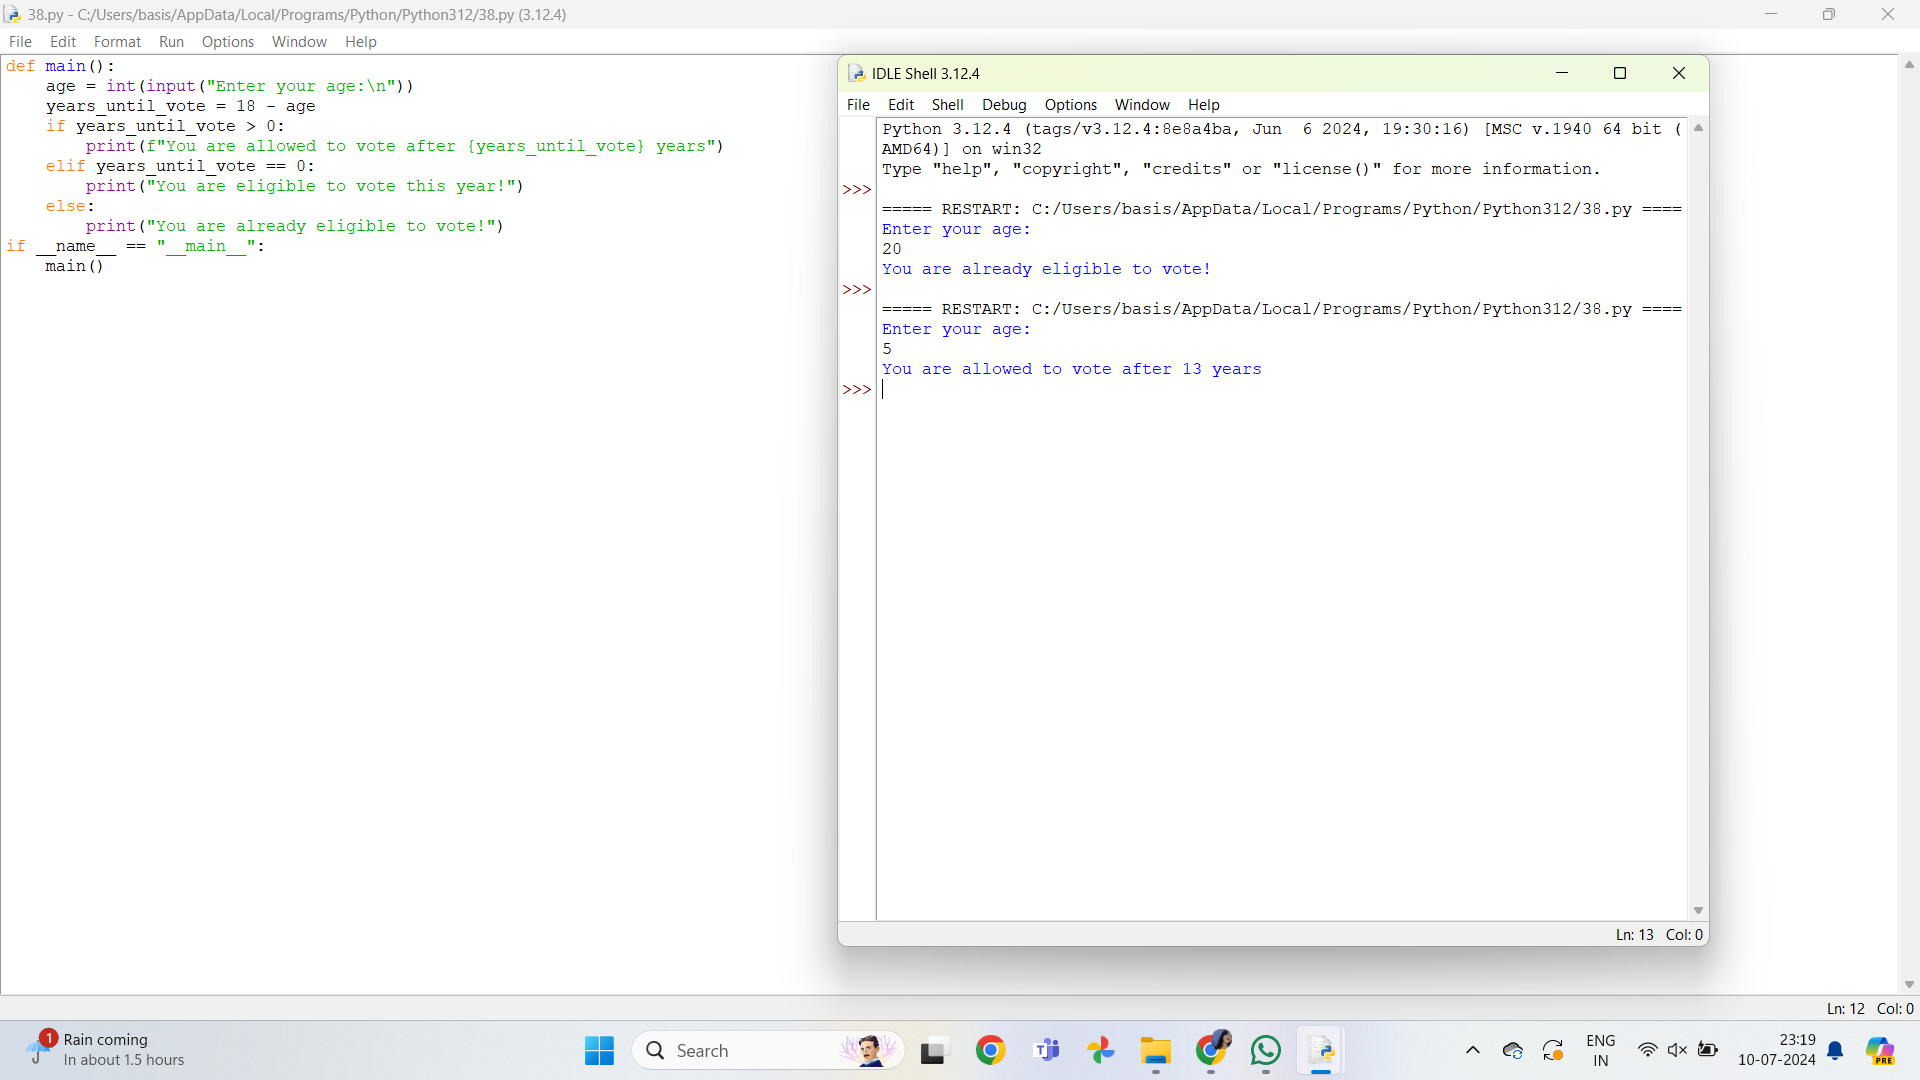 38.py - C:/Users/basis/AppData/Local/Programs/Python/Python312/38.py (3.12.4)
File Edit Format Run Options Window Help
def main():
    age = int(input("Enter your age:\n"))
    years_until_vote = 18 - age
    if years_until_vote > 0:
        print(f"You are allowed to vote after {years_until_vote} years")
    elif years_until_vote == 0:
        print("You are eligible to vote this year!")
    else:
        print("You are already eligible to vote!")
if __name__ == "__main__":
    main()
IDLE Shell 3.12.4
File Edit Shell Debug Options Window Help
Python 3.12.4 (tags/v3.12.4:8e8a4ba, Jun  6 2024, 19:30:16) [MSC v.1940 64 bit (
AMD64)] on win32
Type "help", "copyright", "credits" or "license()" for more information.
>>>
===== RESTART: C:/Users/basis/AppData/Local/Programs/Python/Python312/38.py ====
Enter your age:
20
You are already eligible to vote!
>>>
===== RESTART: C:/Users/basis/AppData/Local/Programs/Python/Python312/38.py ====
Enter your age:
5
You are allowed to vote after 13 years
>>>
Ln: 13 Col: 0
Ln: 12 Col: 0
1
Rain coming
In about 1.5 hours
Search
ENG
IN
23:19
10-07-2024
PRE